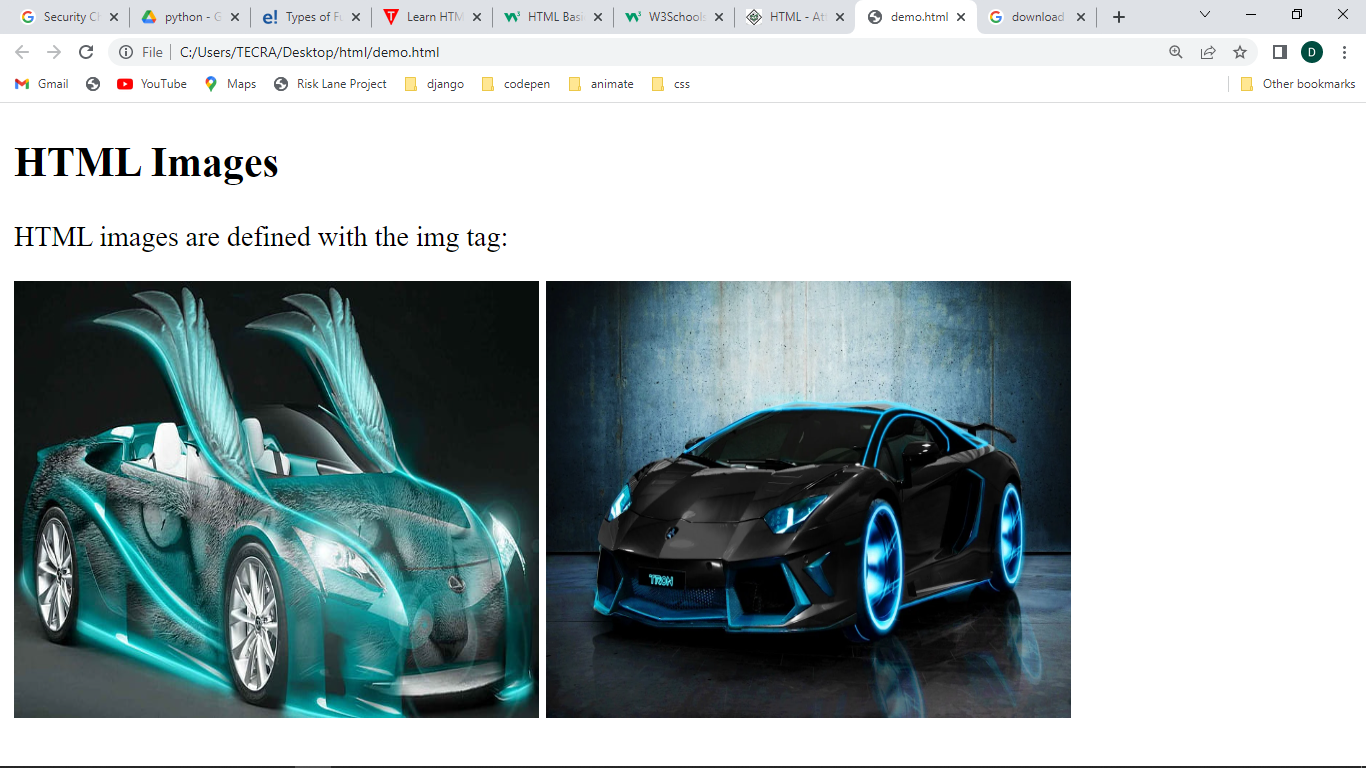 Security C
python - G
Types of Fu
Learn HTM
HTML Basi
W3Schools
HTML - Att
demo.html
download
File
C:/Users/TECRA/Desktop/html/demo.html
D
Gmail
YouTube
Maps
Risk Lane Project
django
codepen
animate
css
Other bookmarks
HTML Images
HTML images are defined with the img tag:
TRON